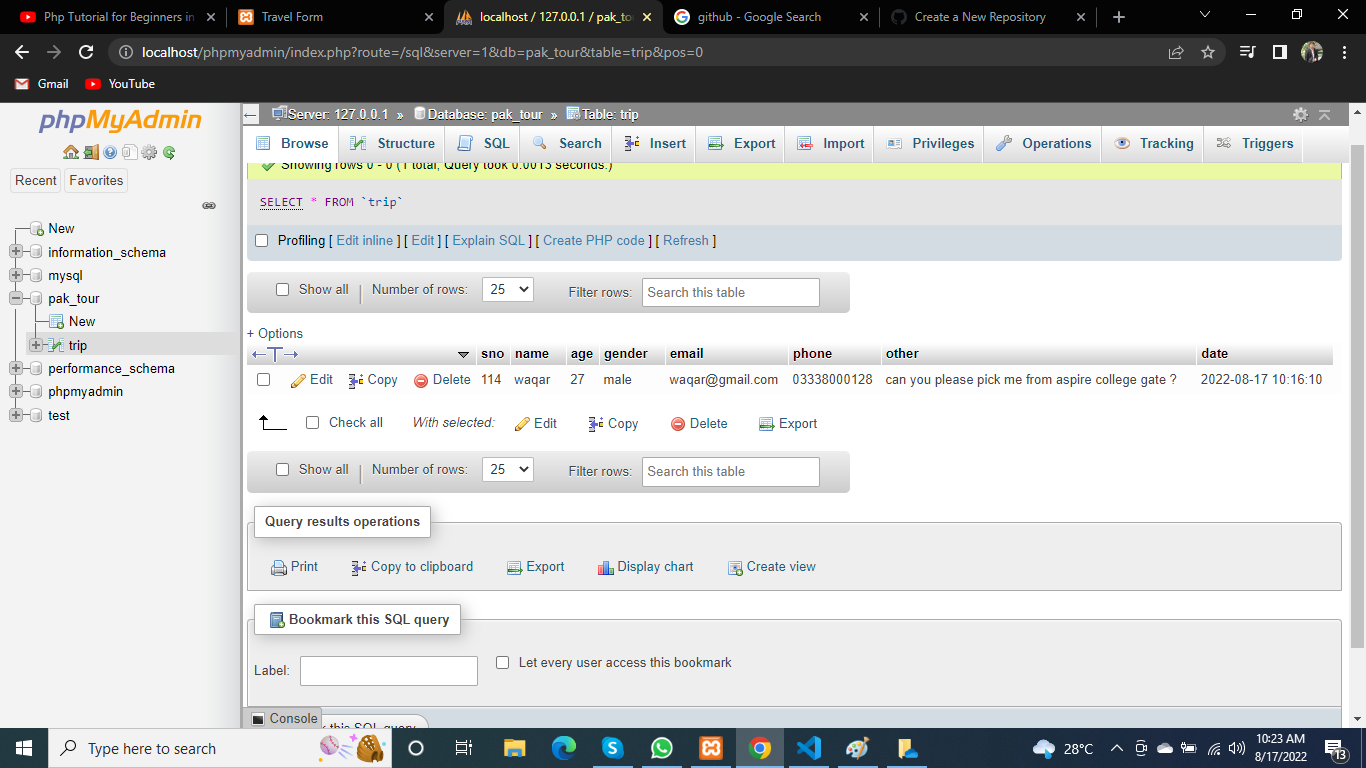 Php Tutorial for Beginners in
Travel Form
localhost / 127.0.0.1 / pak_to
github - Google Search
Create a New Repository
localhost/phpmyadmin/index.php?route=/sql&server=1&db=pak_tour&table=trip&pos=0
Gmail
YouTube
phpMyAdmin
Recent
Favorites
New
information_schema
mysql
pak_tour
New
trip
performance_schema
phpmyadmin
test
Server: 127.0.0.1 » Database: pak_tour » Table: trip
Browse Structure SQL Search Insert Export Import Privileges Operations Tracking Triggers
Showing rows 0 - 0 (1 total, Query took 0.0013 seconds.)
SELECT * FROM `trip`
Profiling [ Edit inline ] [ Edit ] [ Explain SQL ] [ Create PHP code ] [ Refresh ]
Show all | Number of rows: 25 Filter rows: Search this table
+ Options
sno name age gender email phone other date
Edit Copy Delete 114 waqar 27 male waqar@gmail.com 03338000128 can you please pick me from aspire college gate ? 2022-08-17 10:16:10
Check all With selected: Edit Copy Delete Export
Show all | Number of rows: 25 Filter rows: Search this table
Query results operations
Print Copy to clipboard Export Display chart Create view
Bookmark this SQL query
Label: Let every user access this bookmark
Console
this SQL query
Type here to search
28°C
10:23 AM
8/17/2022
13